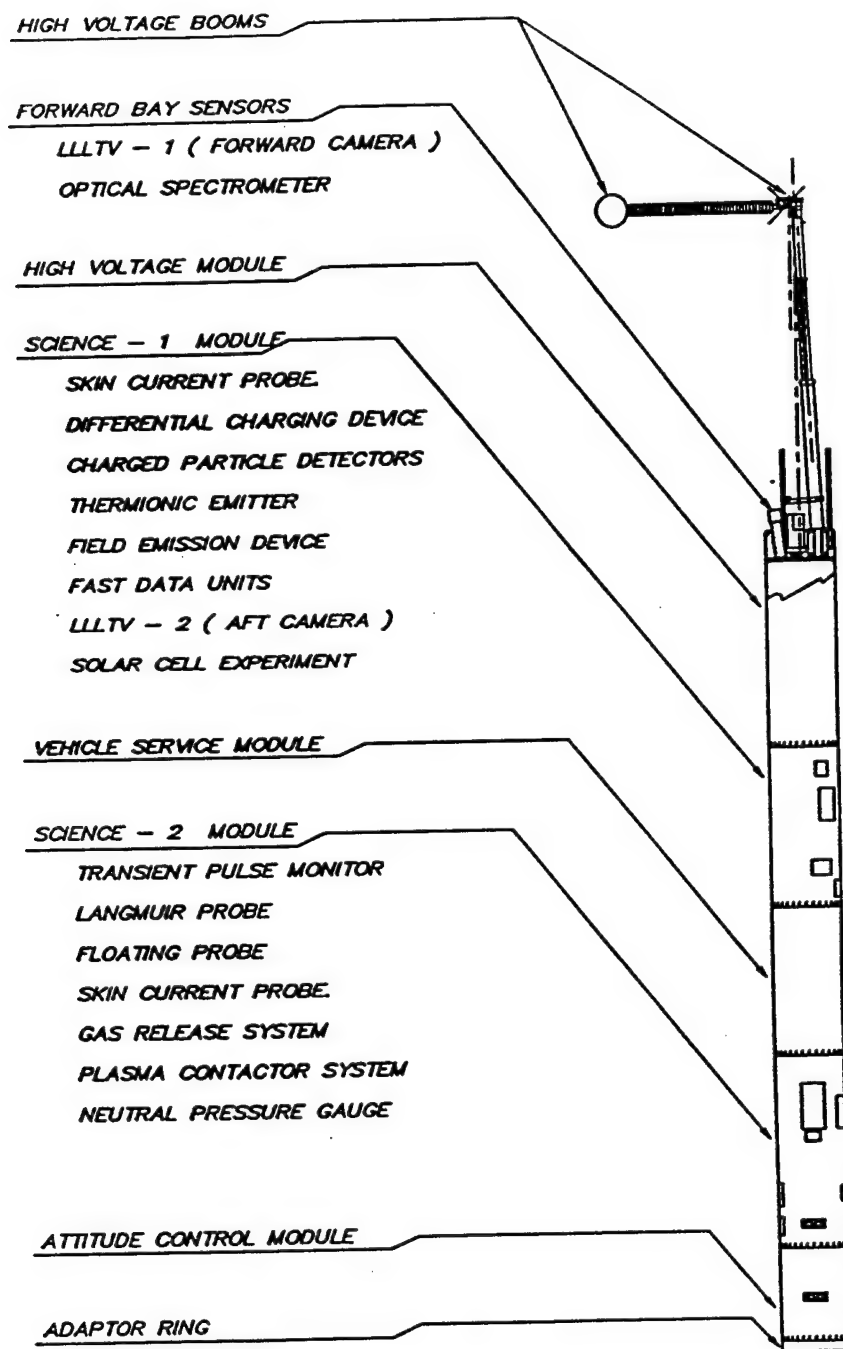 HIGH VOLTAGE BOOMS
FORWARD BAY SENSORS
LLLTV - 1 ( FORWARD CAMERA )
OPTICAL SPECTROMETER
HIGH VOLTAGE MODULE
SCIENCE - 1 MODULE
SKIN CURRENT PROBE.
DIFFERENTIAL CHARGING DEVICE
CHARGED PARTICLE DETECTORS
THERMIONIC EMITTER
FIELD EMISSION DEVICE
FAST DATA UNITS
LLLTV - 2 ( AFT CAMERA )
SOLAR CELL EXPERIMENT
VEHICLE SERVICE MODULE
SCIENCE - 2 MODULE
TRANSIENT PULSE MONITOR
LANGMUIR PROBE
FLOATING PROBE
SKIN CURRENT PROBE.
GAS RELEASE SYSTEM
PLASMA CONTACTOR SYSTEM
NEUTRAL PRESSURE GAUGE
ATTITUDE CONTROL MODULE
ADAPTOR RING